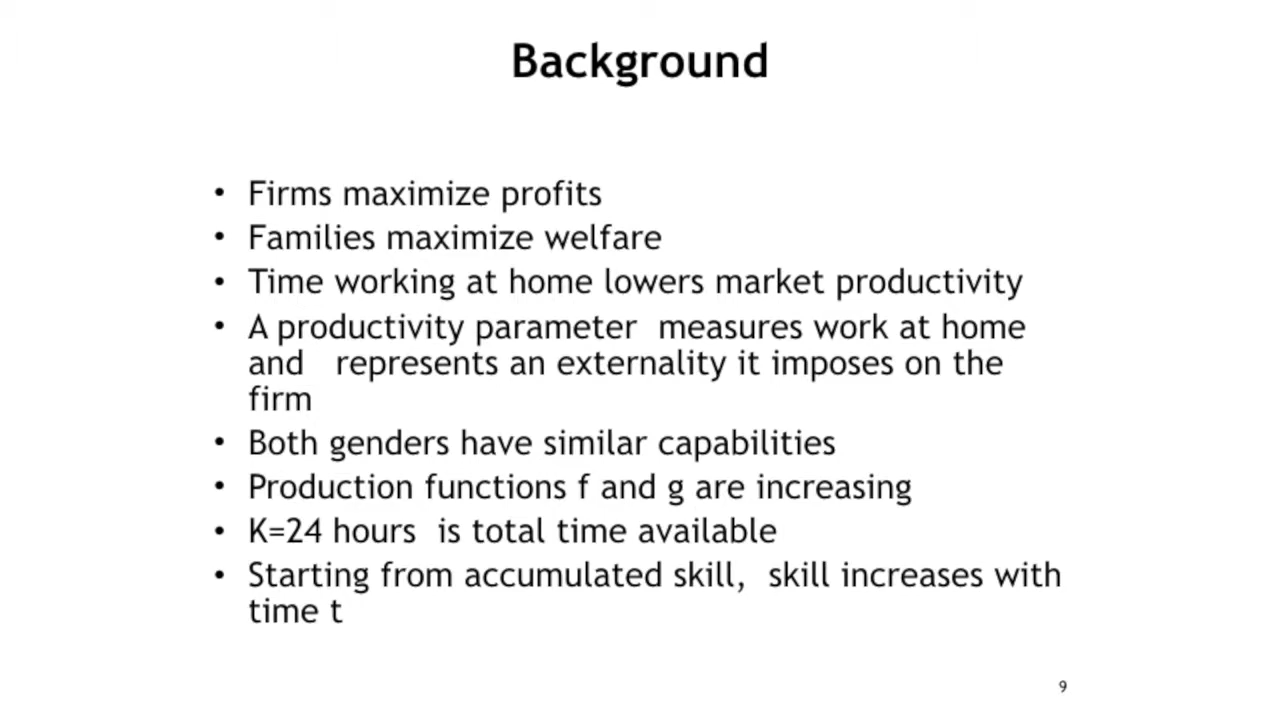 Background
• Firms maximize profits
• Families maximize welfare
• Time working at home lowers market productivity
• A productivity parameter  measures work at home
and   represents an externality it imposes on the
firm
• Both genders have similar capabilities
• Production functions f and g are increasing
• K=24 hours  is total time available
• Starting from accumulated skill,  skill increases with
time t
9